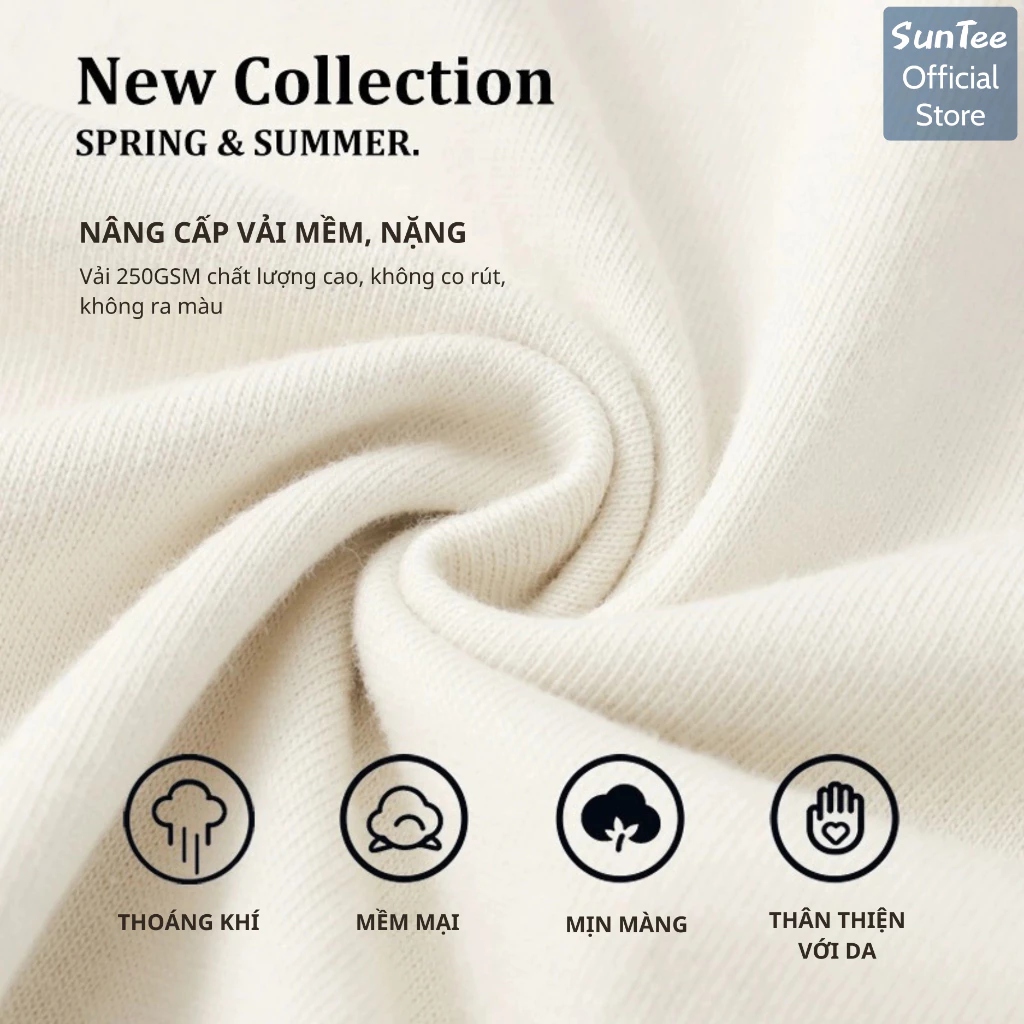 SunTee
Official
Store
New Collection
SPRING & SUMMER.
NÂNG CẤP VẢI MỀM, NẶNG
Vải 250GSM chất lượng cao, không co rút,
không ra màu
THOÁNG KHÍ
MỀM MẠI
MỊN MÀNG
THÂN THIỆN
VỚI DA